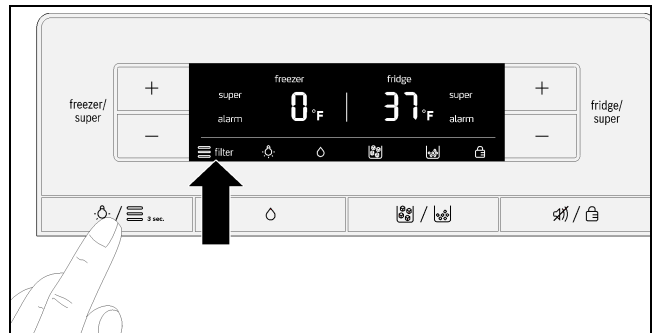 freezer/
super
+
−
freezer
fridge
super
super
0 °F
37 °F
alarm
alarm
filter
+
−
fridge/
super
/
3 sec.
/
/